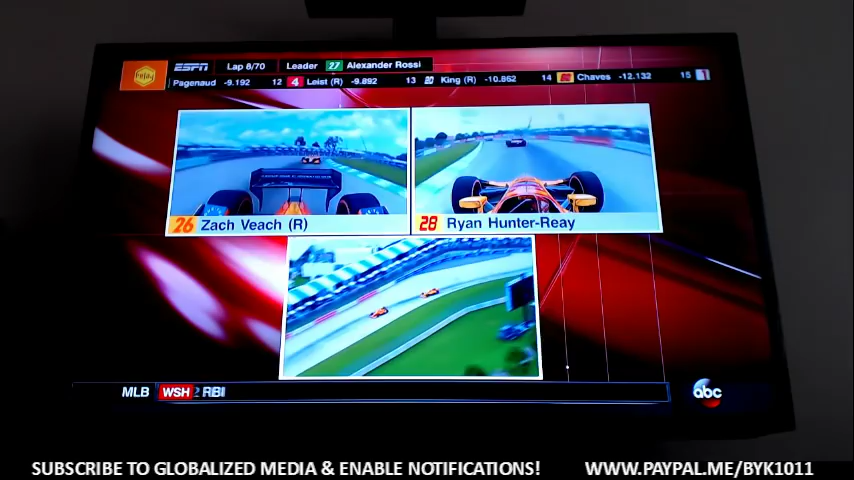 ESPN Lap 8/70 Leader 27 Alexander Rossi
Pagenaud -9.192 12 4 Leist (R) -9.892 13 20 King (R) -10.862 14 Chaves -12.132 15
26 Zach Veach (R)
28 Ryan Hunter-Reay
MLB WSH 2 RBI
abc
SUBSCRIBE TO GLOBALIZED MEDIA & ENABLE NOTIFICATIONS! WWW.PAYPAL.ME/BYK1011